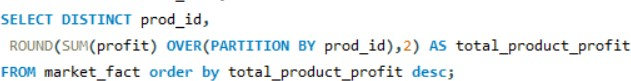 SELECT DISTINCT prod_id,
ROUND(SUM(profit) OVER(PARTITION BY prod_id),2) AS total_product_profit
FROM market_fact order by total_product_profit desc;